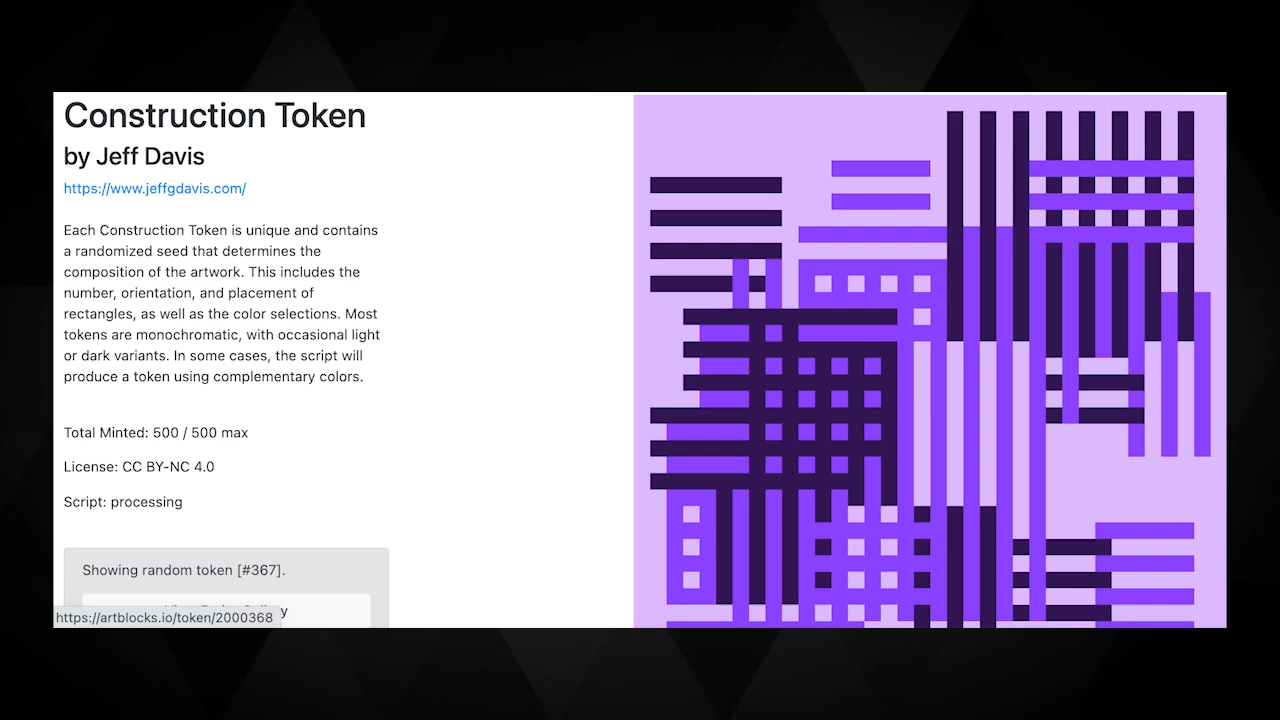 Construction Token
by Jeff Davis
https://www.jeffgdavis.com/
Each Construction Token is unique and contains
a randomized seed that determines the
composition of the artwork. This includes the
number, orientation, and placement of
rectangles, as well as the color selections. Most
tokens are monochromatic, with occasional light
or dark variants. In some cases, the script will
produce a token using complementary colors.
Total Minted: 500 / 500 max
License: CC BY-NC 4.0
Script: processing
Showing random token [#367].
https://artblocks.io/token/2000368